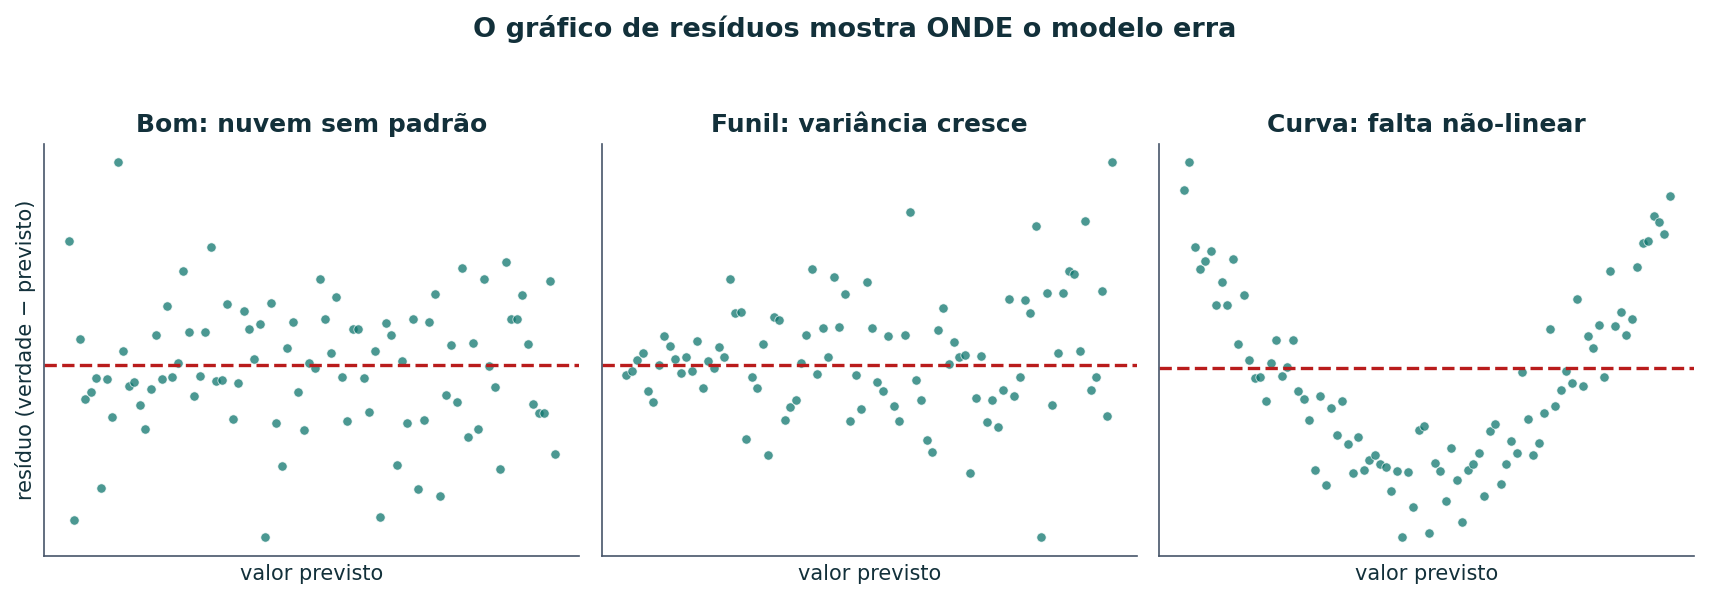 O gráfico de resíduos mostra ONDE o modelo erra
Bom: nuvem sem padrão
Funil: variância cresce
Curva: falta não-linear
resíduo (verdade − previsto)
valor previsto
valor previsto
valor previsto